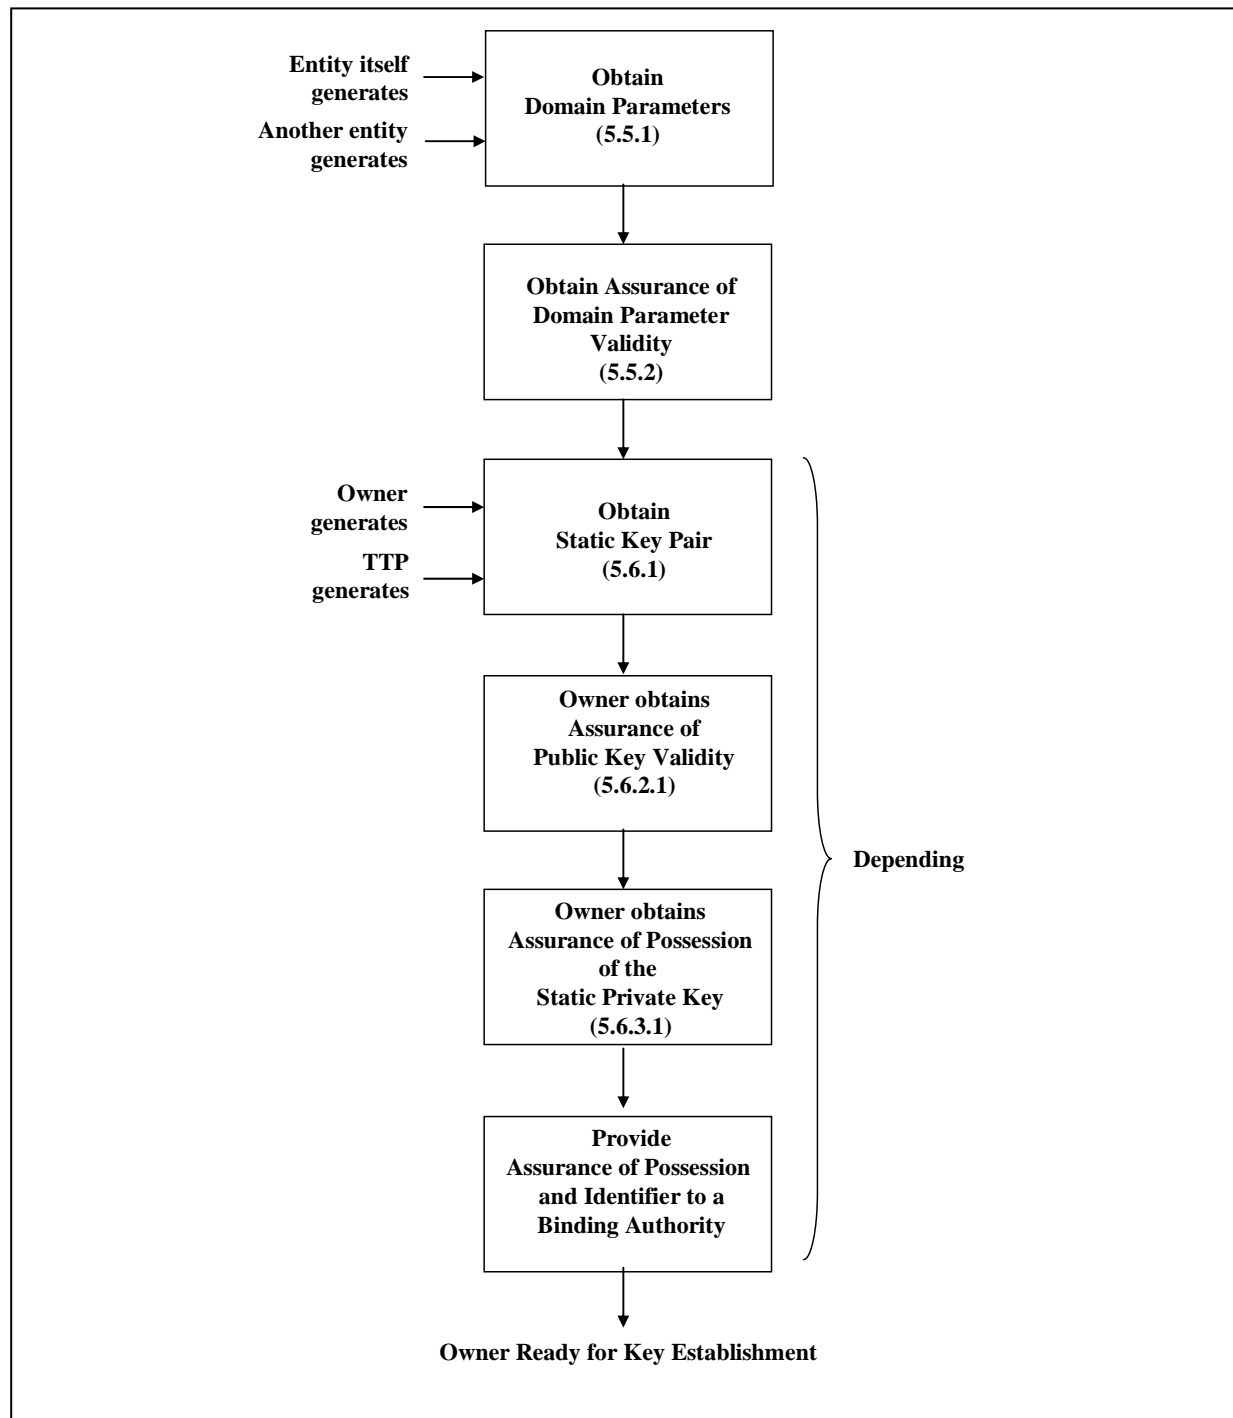 Entity itself
generates
Another entity
generates
Obtain
Domain Parameters
(5.5.1)
Obtain Assurance of
Domain Parameter
Validity
(5.5.2)
Owner
generates
TTP
generates
Obtain
Static Key Pair
(5.6.1)
Owner obtains
Assurance of
Public Key Validity
(5.6.2.1)
Depending
Owner obtains
Assurance of Possession
of the
Static Private Key
(5.6.3.1)
Provide
Assurance of Possession
and Identifier to a
Binding Authority
Owner Ready for Key Establishment